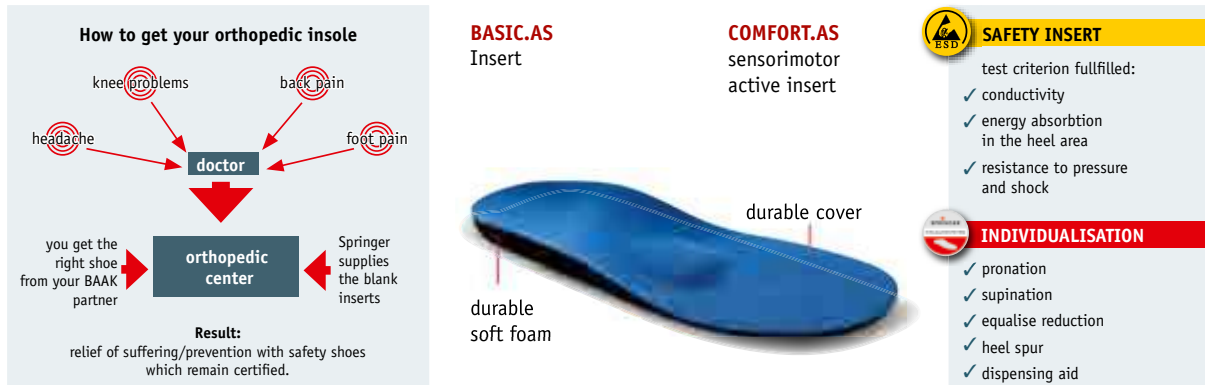 How to get your orthopedic insole
knee problems
back pain
headache
foot pain
doctor
you get the
right shoe
from your BAAK
partner
orthopedic
center
Springer
supplies
the blank
inserts
Result:
relief of suffering/prevention with safety shoes
which remain certified.
BASIC.AS
Insert
COMFORT.AS
sensorimotor
active insert
durable cover
durable
soft foam
ESD
SAFETY INSERT
test criterion fullfilled:
✓ conductivity
✓ energy absorbtion
in the heel area
✓ resistance to pressure
and shock
INDIVIDUALISATION
✓ pronation
✓ supination
✓ equalise reduction
✓ heel spur
✓ dispensing aid